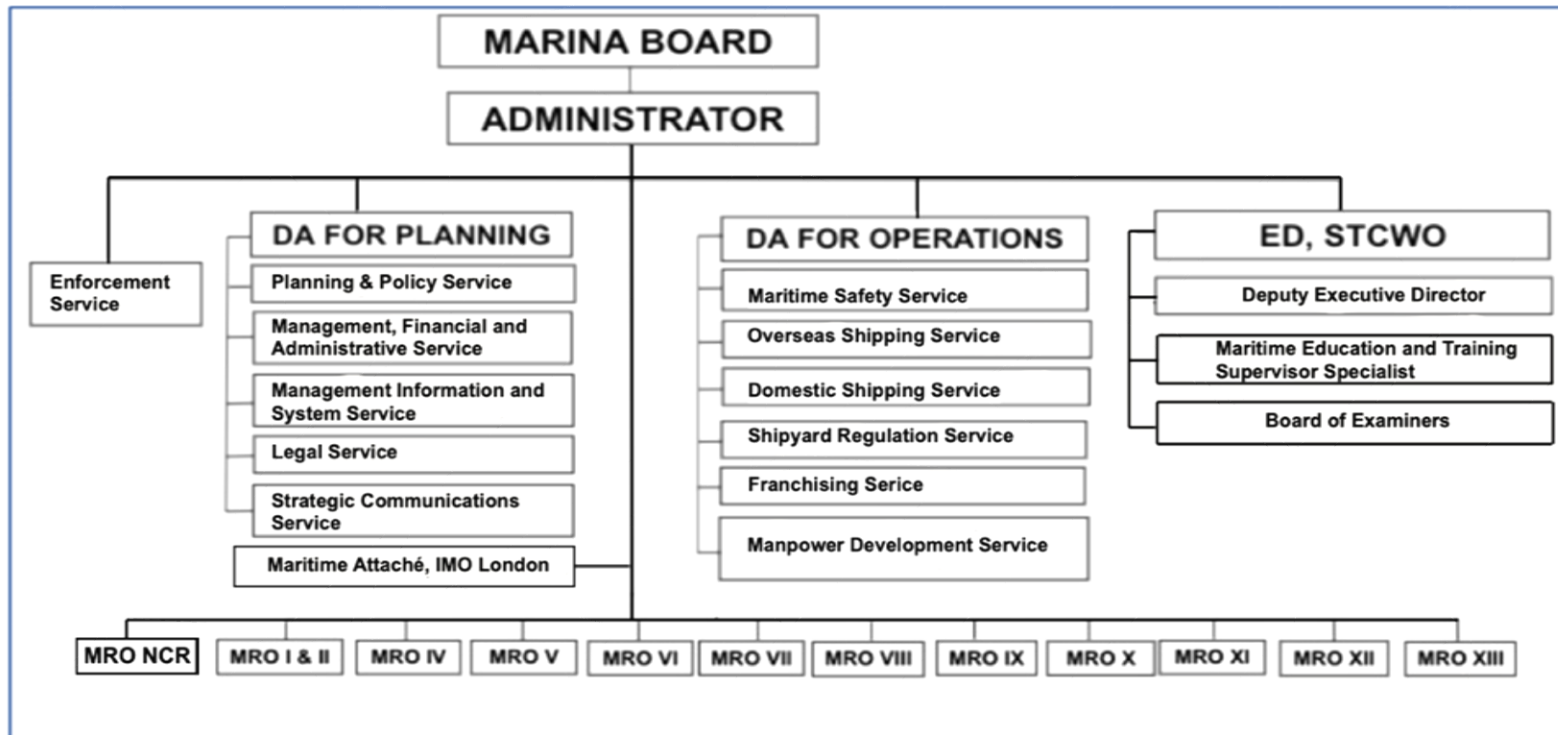 MARINA BOARD
ADMINISTRATOR
Enforcement
Service
DA FOR PLANNING
Planning & Policy Service
Management, Financial and
Administrative Service
Management Information and
System Service
Legal Service
Strategic Communications
Service
Maritime Attaché, IMO London
DA FOR OPERATIONS
Maritime Safety Service
Overseas Shipping Service
Domestic Shipping Service
Shipyard Regulation Service
Franchising Serice
Manpower Development Service
ED, STCWO
Deputy Executive Director
Maritime Education and Training
Supervisor Specialist
Board of Examiners
MRO NCR
MRO I & II
MRO IV
MRO V
MRO VI
MRO VII
MRO VIII
MRO IX
MRO X
MRO XI
MRO XII
MRO XIII